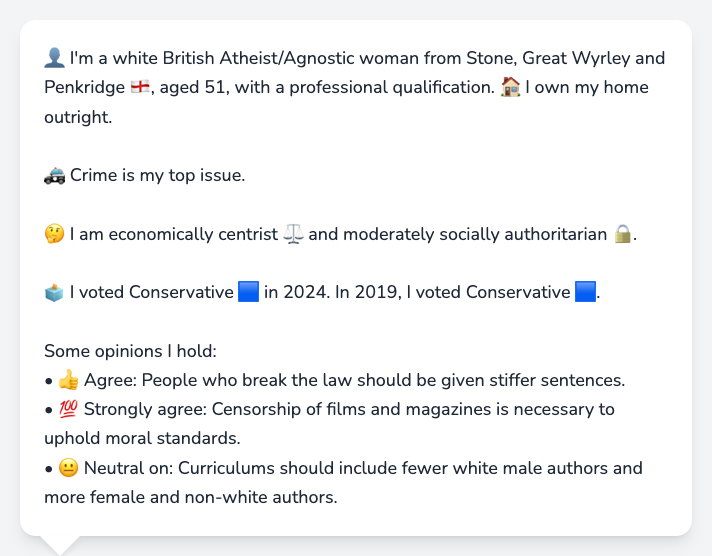 👤 I'm a white British Atheist/Agnostic woman from Stone, Great Wyrley and
Penkridge 🏴󠁧󠁢󠁥󠁮󠁧󠁿, aged 51, with a professional qualification. 🏠 I own my home
outright.
🚓 Crime is my top issue.
🤔 I am economically centrist ⚖️ and moderately socially authoritarian 🔒.
🗳️ I voted Conservative 🟦 in 2024. In 2019, I voted Conservative 🟦.
Some opinions I hold:
• 👍 Agree: People who break the law should be given stiffer sentences.
• 💯 Strongly agree: Censorship of films and magazines is necessary to
uphold moral standards.
• 😐 Neutral on: Curriculums should include fewer white male authors and
more female and non-white authors.